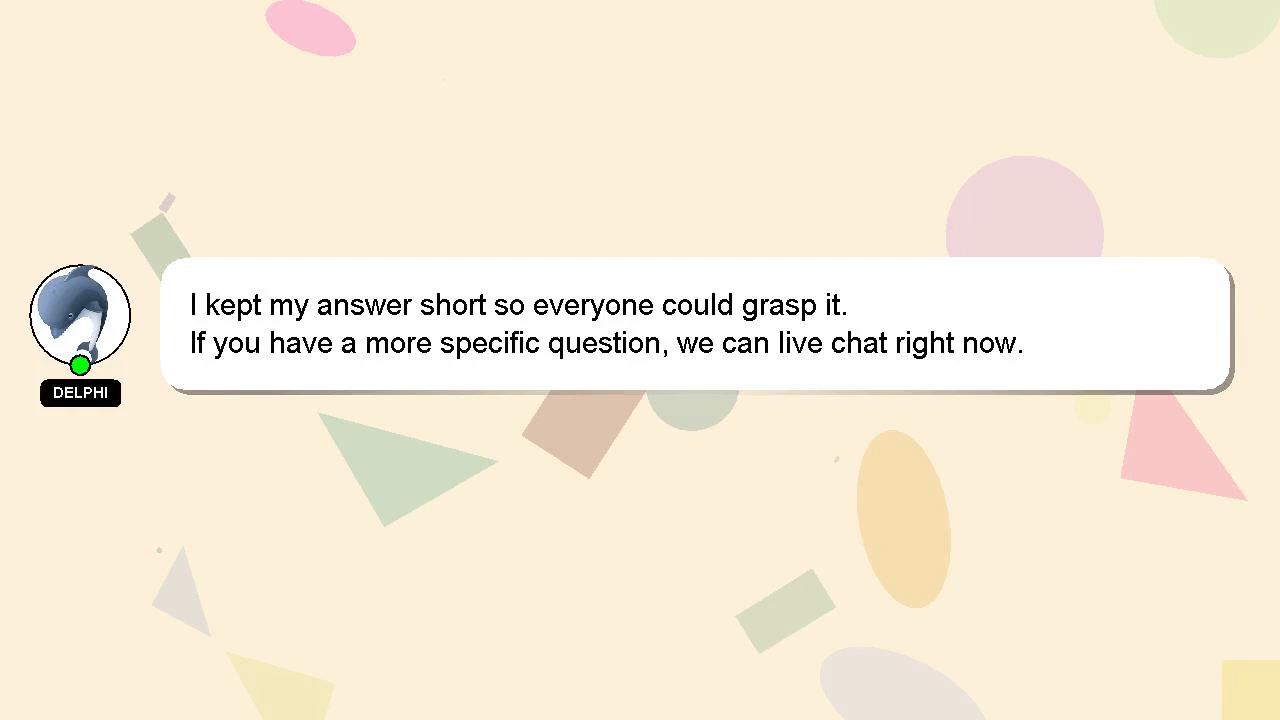 I kept my answer short so everyone could grasp it.
If you have a more specific question, we can live chat right now.
DELPHI